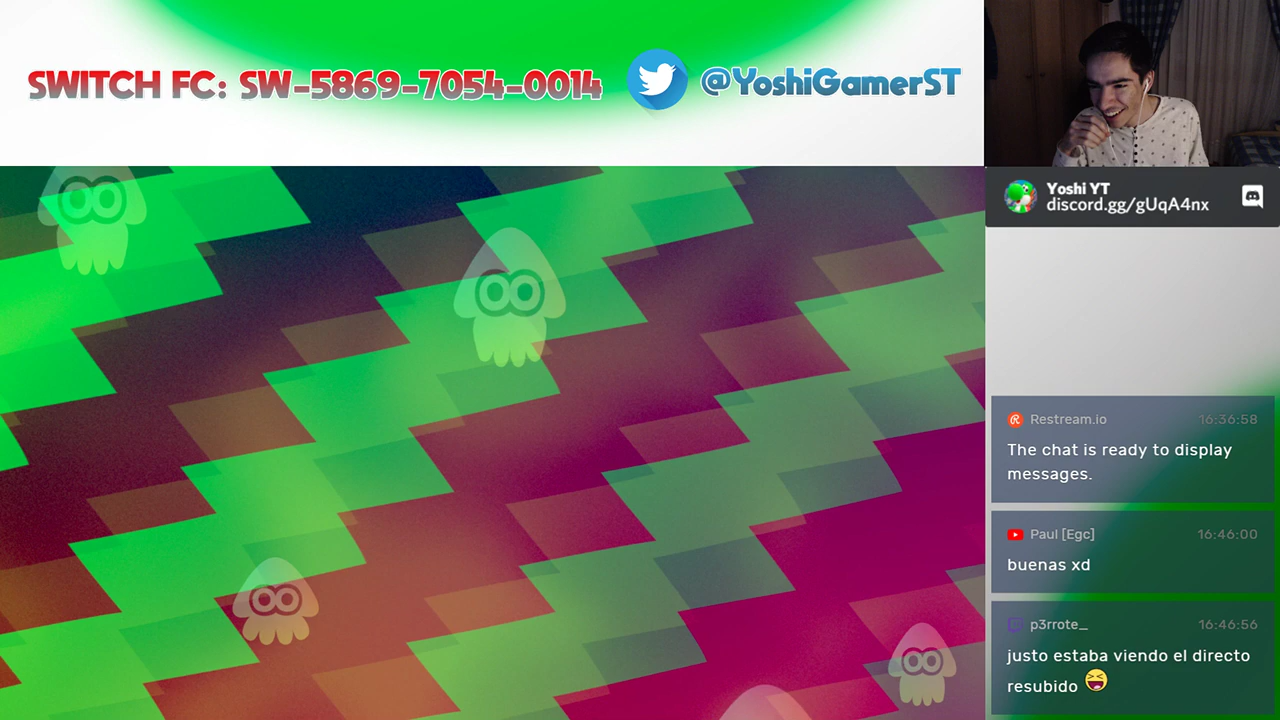 SWITCH FC: SW-5869-7054-0014
@YoshiGamerST
Yoshi YT
discord.gg/gUqA4nx
Restream.io 16:36:58
The chat is ready to display
messages.
Paul [Egc] 16:46:00
buenas xd
p3rrote_ 16:46:56
justo estaba viendo el directo
resubido 😆